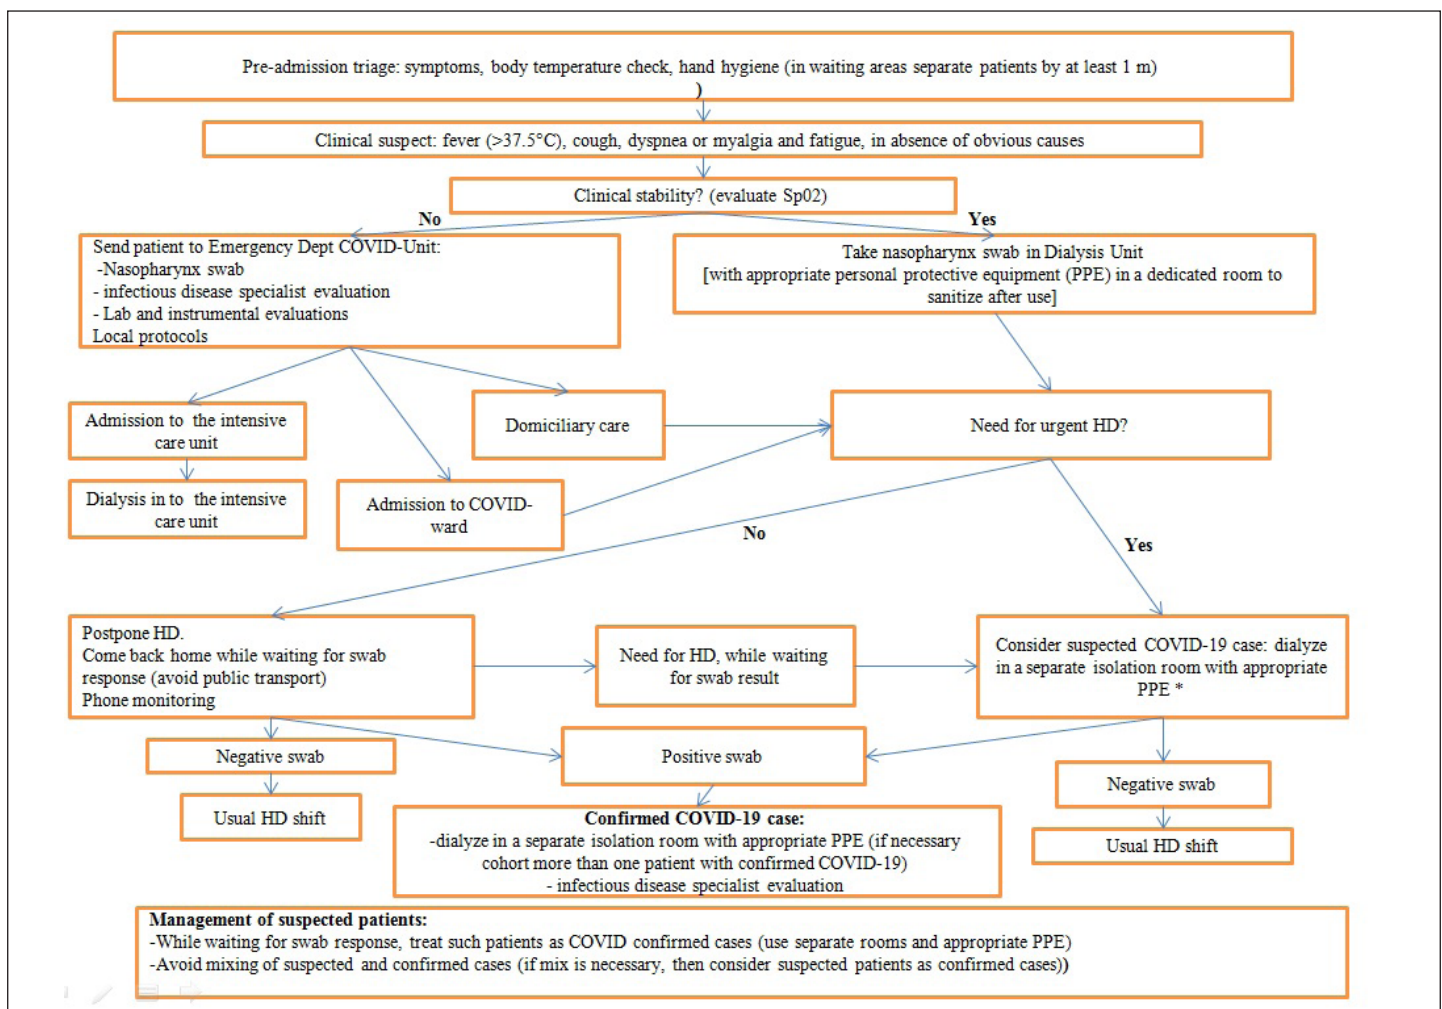 Pre-admission triage: symptoms, body temperature check, hand hygiene (in waiting areas separate patients by at least 1 m)
)
Clinical suspect: fever (>37.5°C), cough, dyspnea or myalgia and fatigue, in absence of obvious causes
Clinical stability? (evaluate Sp02)
No
Yes
Send patient to Emergency Dept COVID-Unit:
-Nasopharynx swab
- infectious disease specialist evaluation
- Lab and instrumental evaluations
Local protocols
Take nasopharynx swab in Dialysis Unit
[with appropriate personal protective equipment (PPE) in a dedicated room to
sanitize after use]
Admission to the intensive
care unit
Domiciliary care
Need for urgent HD?
Dialysis in to the intensive
care unit
Admission to COVID-
ward
No
Yes
Postpone HD.
Come back home while waiting for swab
response (avoid public transport)
Phone monitoring
Need for HD, while waiting
for swab result
Consider suspected COVID-19 case: dialyze
in a separate isolation room with appropriate
PPE *
Negative swab
Positive swab
Negative swab
Usual HD shift
Confirmed COVID-19 case:
-dialyze in a separate isolation room with appropriate PPE (if necessary
cohort more than one patient with confirmed COVID-19)
- infectious disease specialist evaluation
Usual HD shift
Management of suspected patients:
-While waiting for swab response, treat such patients as COVID confirmed cases (use separate rooms and appropriate PPE)
-Avoid mixing of suspected and confirmed cases (if mix is necessary, then consider suspected patients as confirmed cases))